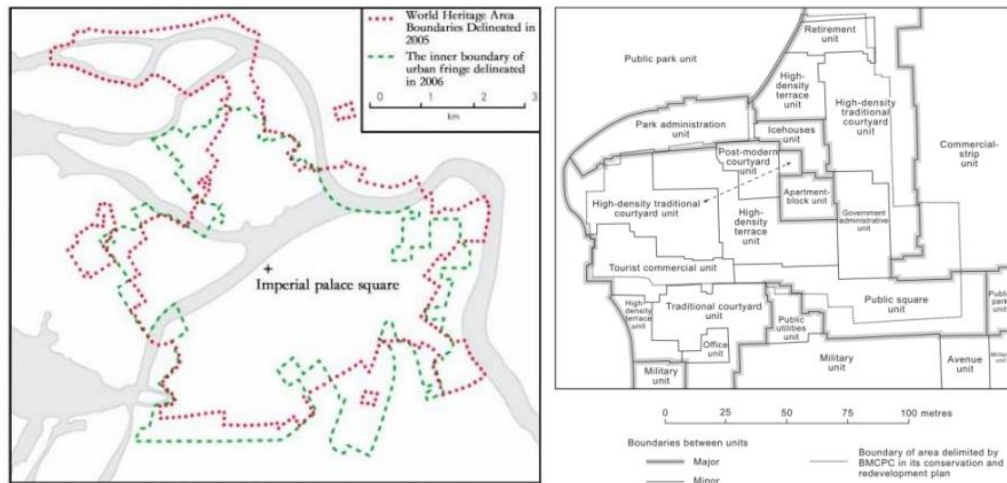 World Heritage Area
Boundaries Delineated in
2005
The inner boundary of
urban fringe delineated
in 2006
0 1 2 3
km
Imperial palace square
Public park unit
Retirement
unit
High-
density
terrace
unit
High-density
traditional
courtyard
unit
Park administration
unit
Icehouses
unit
Commercial-
strip unit
Post-modern
courtyard
unit
High-density traditional
courtyard unit
Apartment-
block unit
High-
density
terrace
unit
Government
administrative
unit
Tourist commercial unit
High-
density
terrace
unit
Traditional courtyard
unit
Public square
unit
Public
utilities
unit
Office
unit
Military
unit
Military
unit
Avenue
unit
0 25 50 75 100 metres
Boundaries between units
Major
Minor
Boundary of area delimited by
BMCPC in its conservation and
redevelopment plan